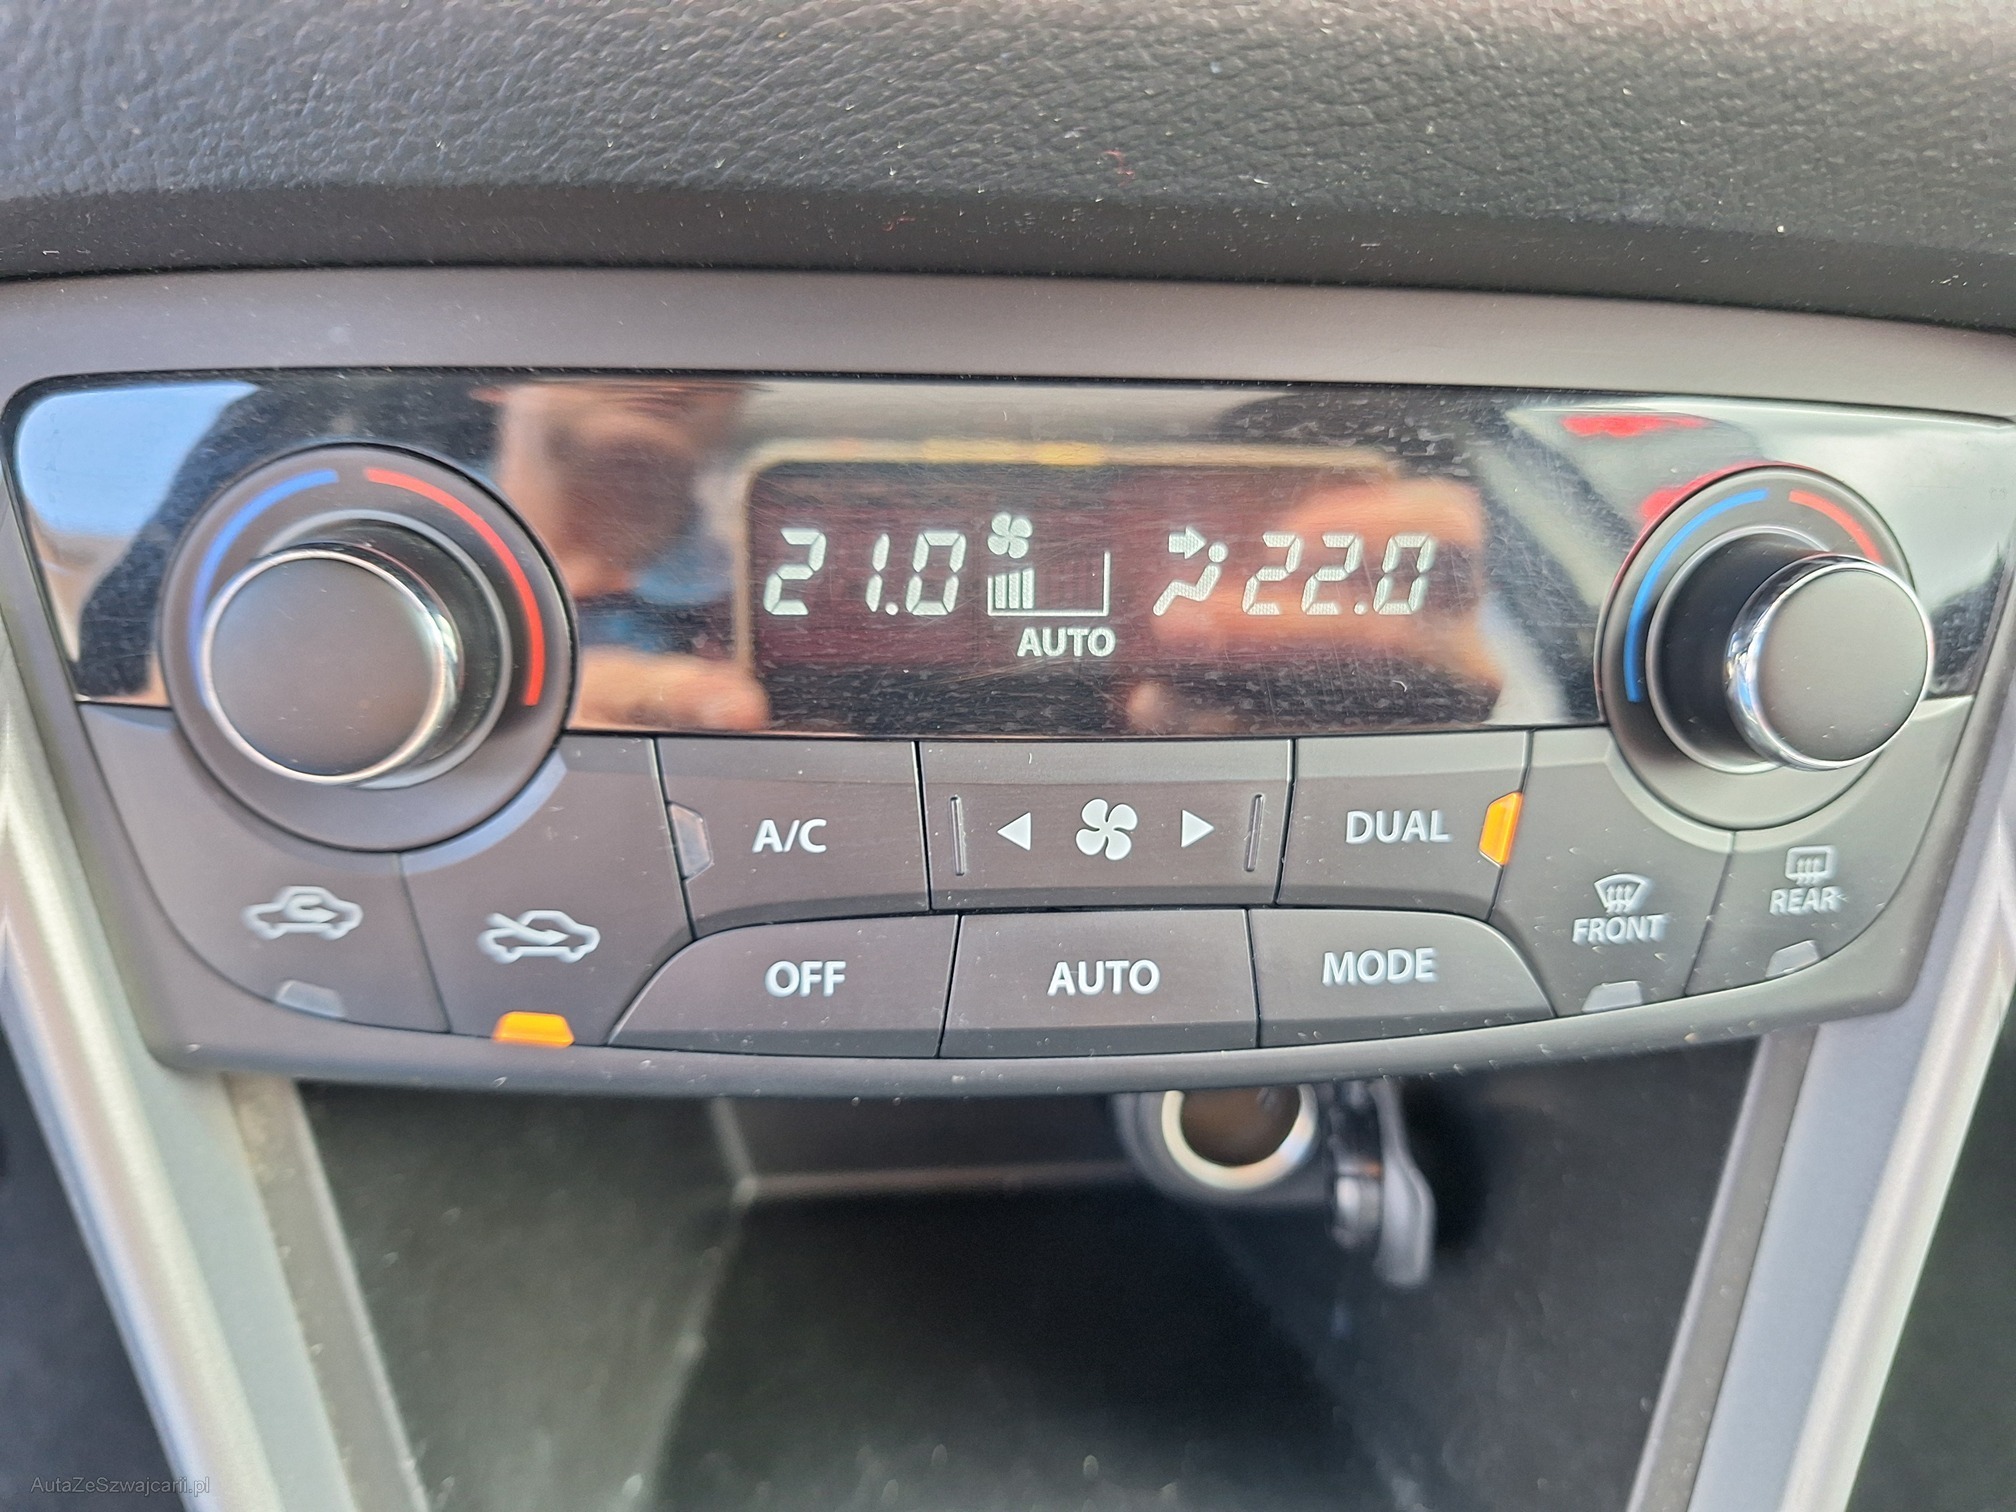 21.0
22.0
AUTO
A/C
DUAL
OFF
AUTO
MODE
FRONT
REAR
AutaZeSzwajcarii.pl